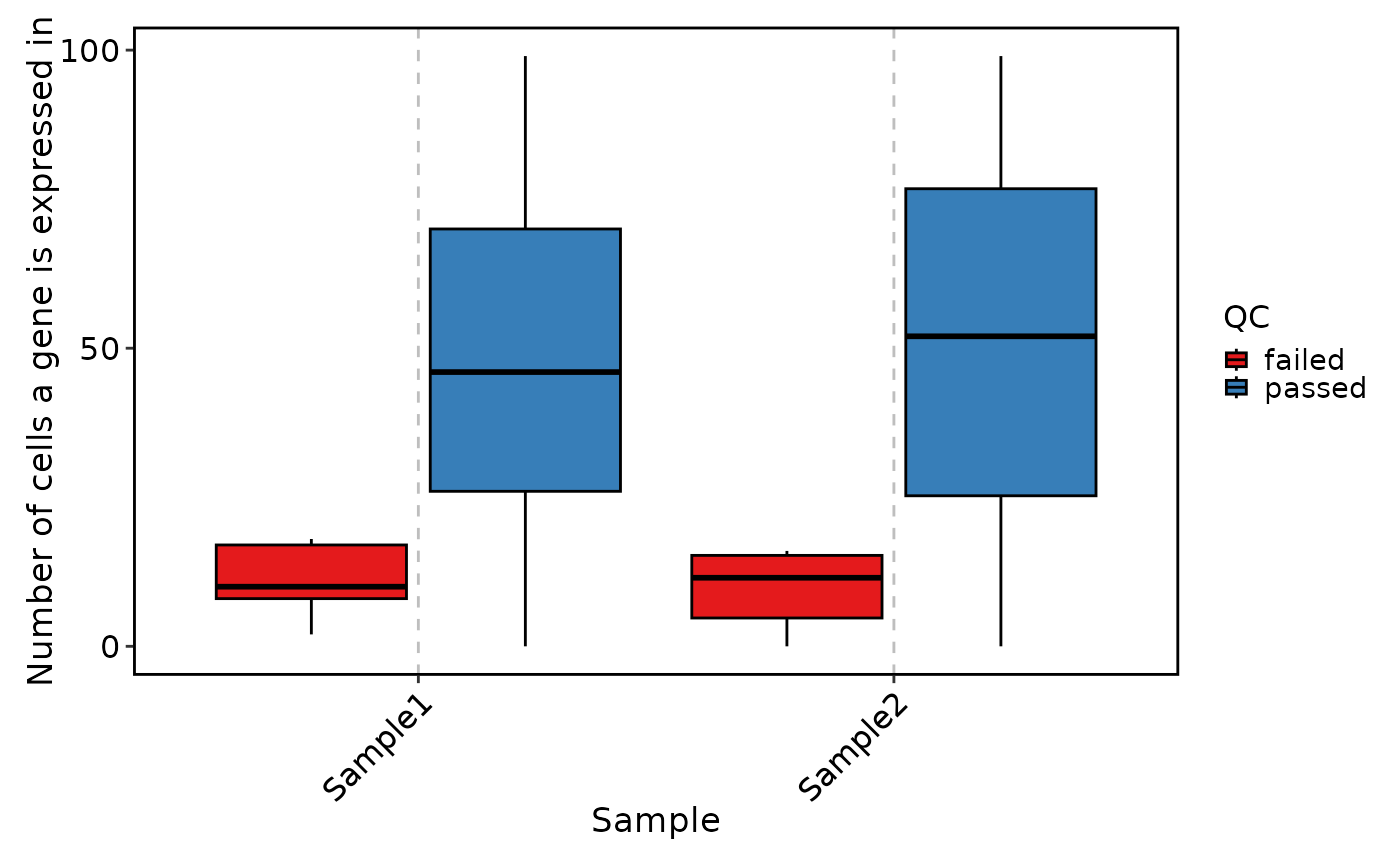 Number of cells a gene is expressed in
100
50
0
Sample1
Sample2
Sample
QC
failed
passed